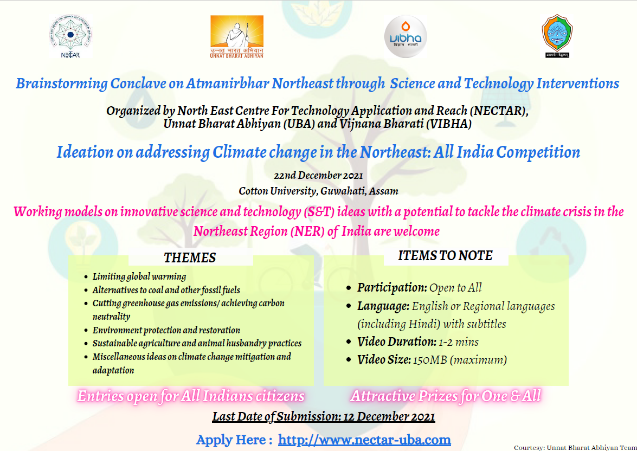 NECTAR
उन्नत भारत अभियान
UNNAT BHARAT ABHIYAN
vibha
विज्ञान भारती
Brainstorming Conclave on Atmanirbhar Northeast through Science and Technology Interventions
Organized by North East Centre For Technology Application and Reach (NECTAR),
Unnat Bharat Abhiyan (UBA) and Vijnana Bharati (VIBHA)
Ideation on addressing Climate change in the Northeast: All India Competition
22nd December 2021
Cotton University, Guwahati, Assam
Working models on innovative science and technology (S&T) ideas with a potential to tackle the climate crisis in the
Northeast Region (NER) of India are welcome
THEMES
• Limiting global warming
• Alternatives to coal and other fossil fuels
• Cutting greenhouse gas emissions/ achieving carbon
neutrality
• Environment protection and restoration
• Sustainable agriculture and animal husbandry practices
• Miscellaneous ideas on climate change mitigation and
adaptation
ITEMS TO NOTE
• Participation: Open to All
• Language: English or Regional languages
(including Hindi) with subtitles
• Video Duration: 1-2 mins
• Video Size: 150MB (maximum)
Entries open for All Indians citizens
Attractive Prizes for One & All
Last Date of Submission: 12 December 2021
Apply Here : http://www.nectar-uba.com
Courtesy: Unnat Bharat Abhiyan Team